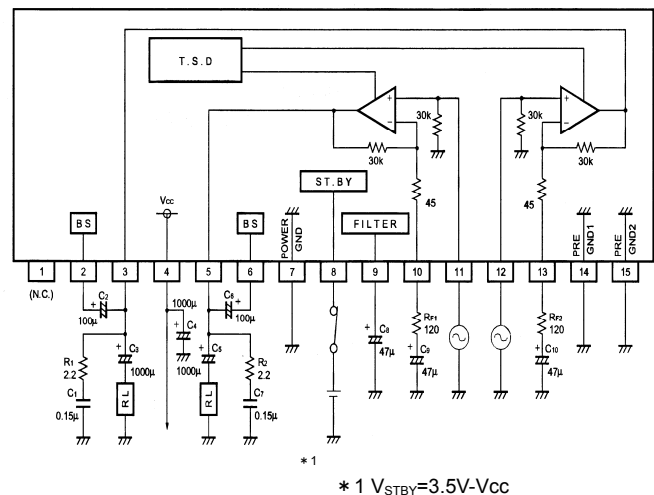 T.S.D
+
−
30k
30k
45
+
−
30k
30k
45
ST.BY
Vcc
BS
BS
POWER
GND
FILTER
PRE
GND1
PRE
GND2
1 2 3 4 5 6 7 8 9 10 11 12 13 14 15
(N.C.)
+ C2
100μ
1000μ
+ C4
C6 +
100μ
R1
2.2
+ C3
1000μ
+ C5
1000μ
R2
2.2
+ C8
47μ
RF1
120
+ C9
47μ
RF2
120
+ C10
47μ
C1
0.15μ
RL
RL
C7
0.15μ
*1
*1 VSTBY=3.5V-Vcc